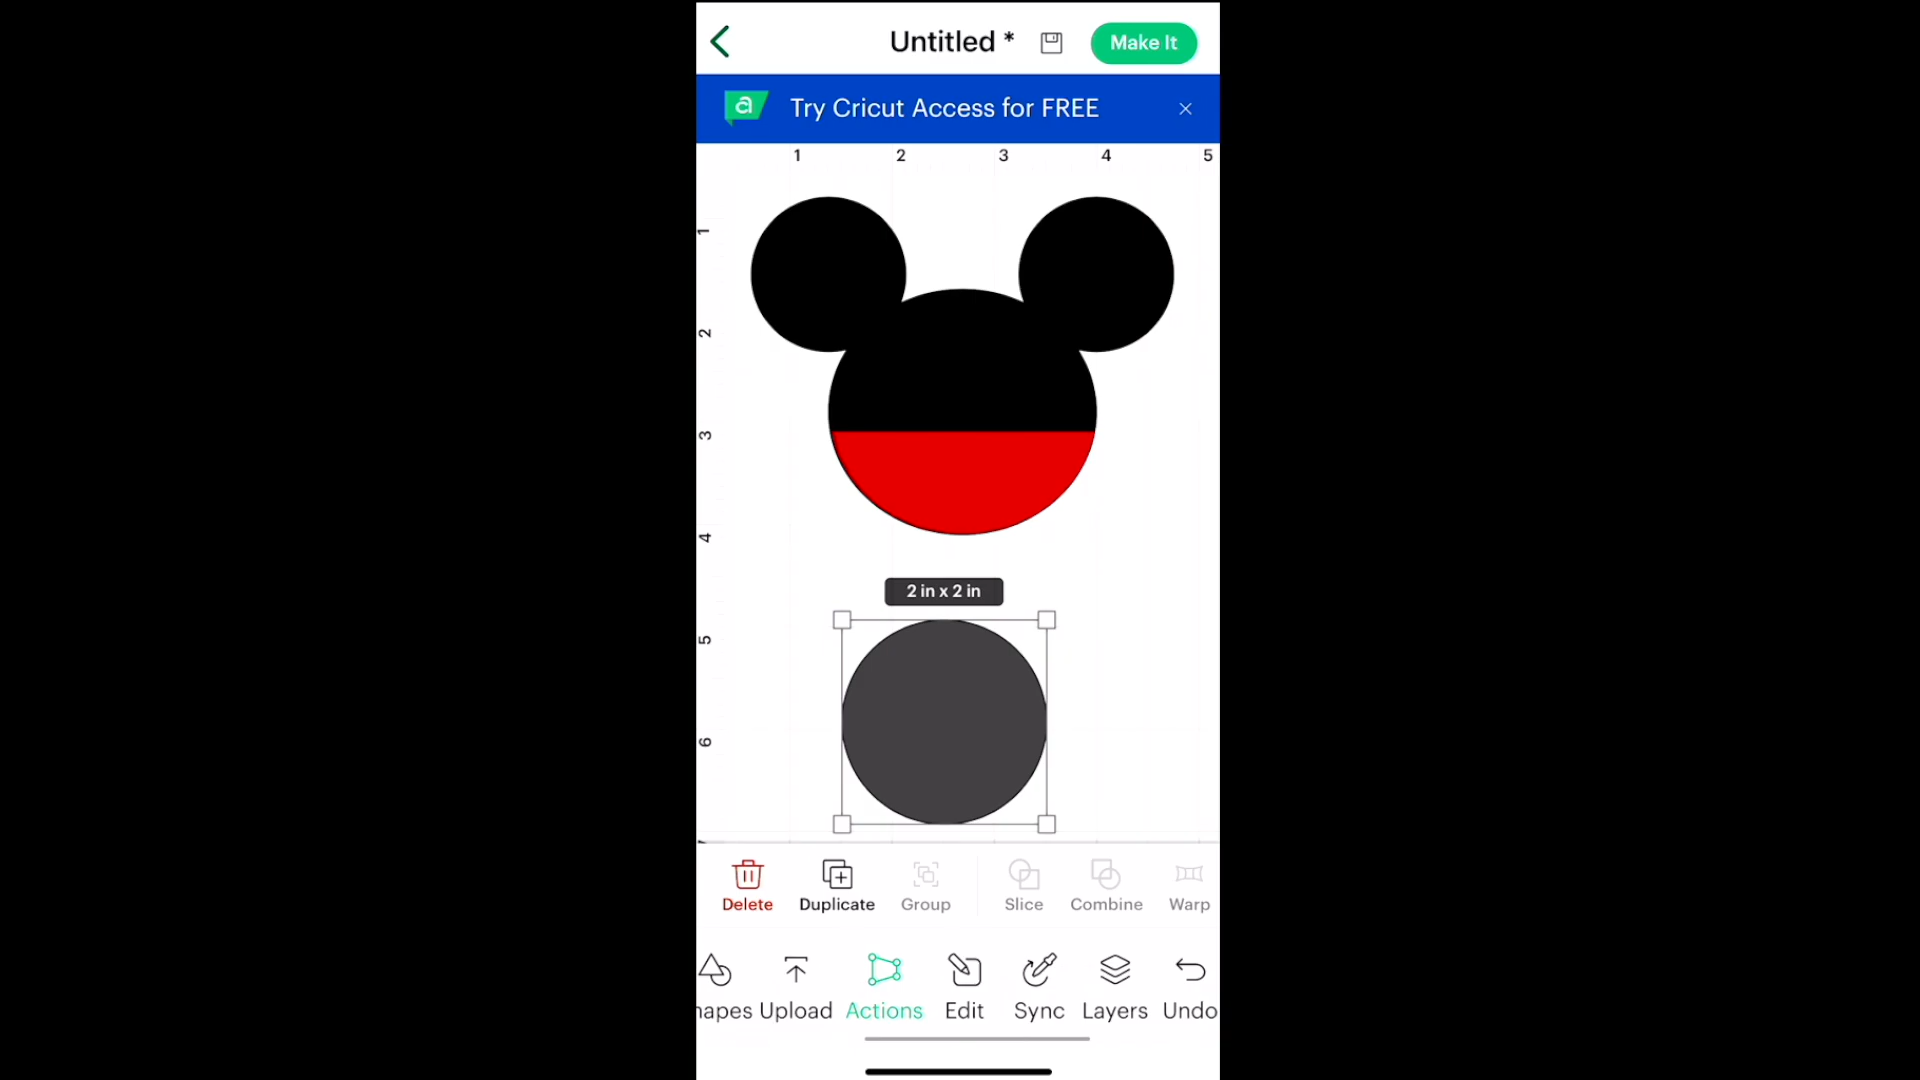 Untitled *
Make It
a
Try Cricut Access for FREE
1 2 3 4 5
1
2
3
4
2 in x 2 in
5
6
Delete Duplicate Group Slice Combine Warp
hapes Upload Actions Edit Sync Layers Undo